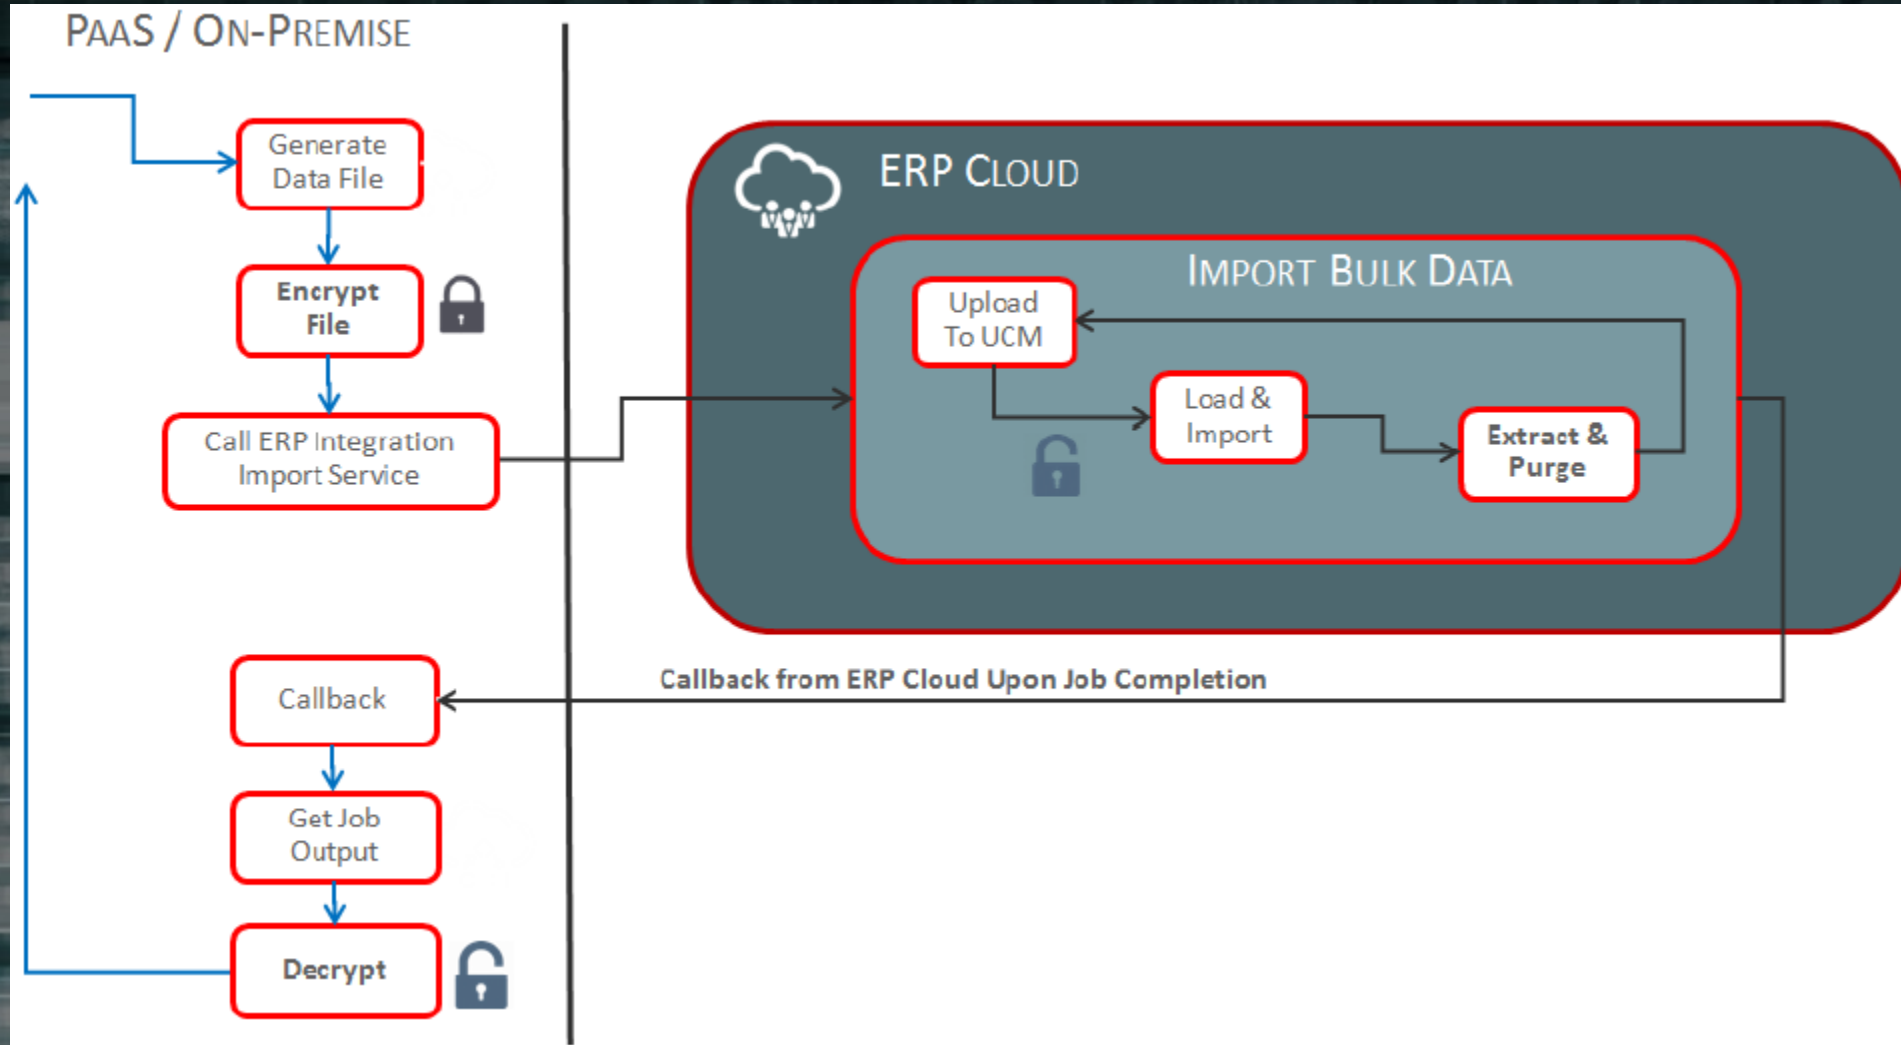 PAAS / ON-PREMISE
Generate
Data File
Encrypt
File
Call ERP Integration
Import Service
ERP CLOUD
IMPORT BULK DATA
Upload
To UCM
Load &
Import
Extract &
Purge
Callback from ERP Cloud Upon Job Completion
Callback
Get Job
Output
Decrypt